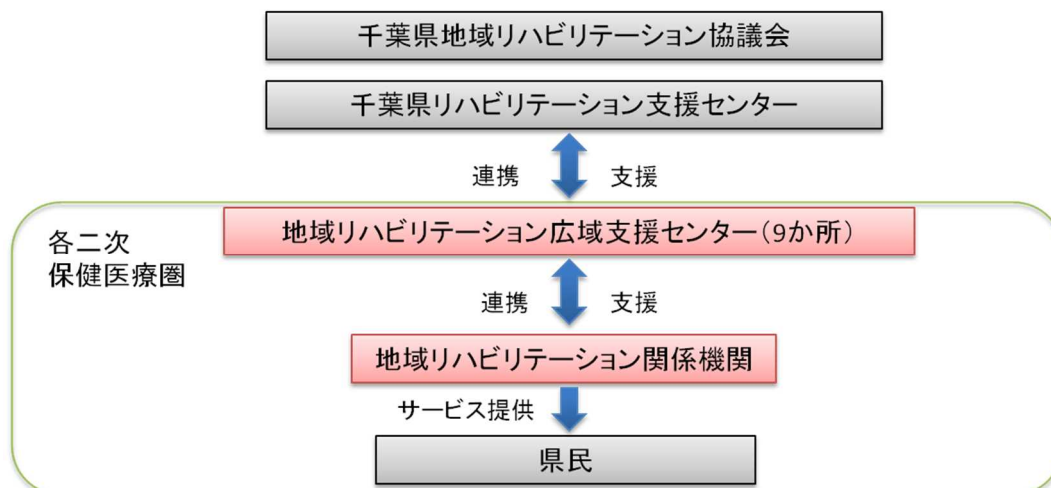 千葉県地域リハビリテーション協議会
千葉県リハビリテーション支援センター
連携 支援
地域リハビリテーション広域支援センター（9か所）
各二次
保健医療圏
連携 支援
地域リハビリテーション関係機関
サービス提供
県民